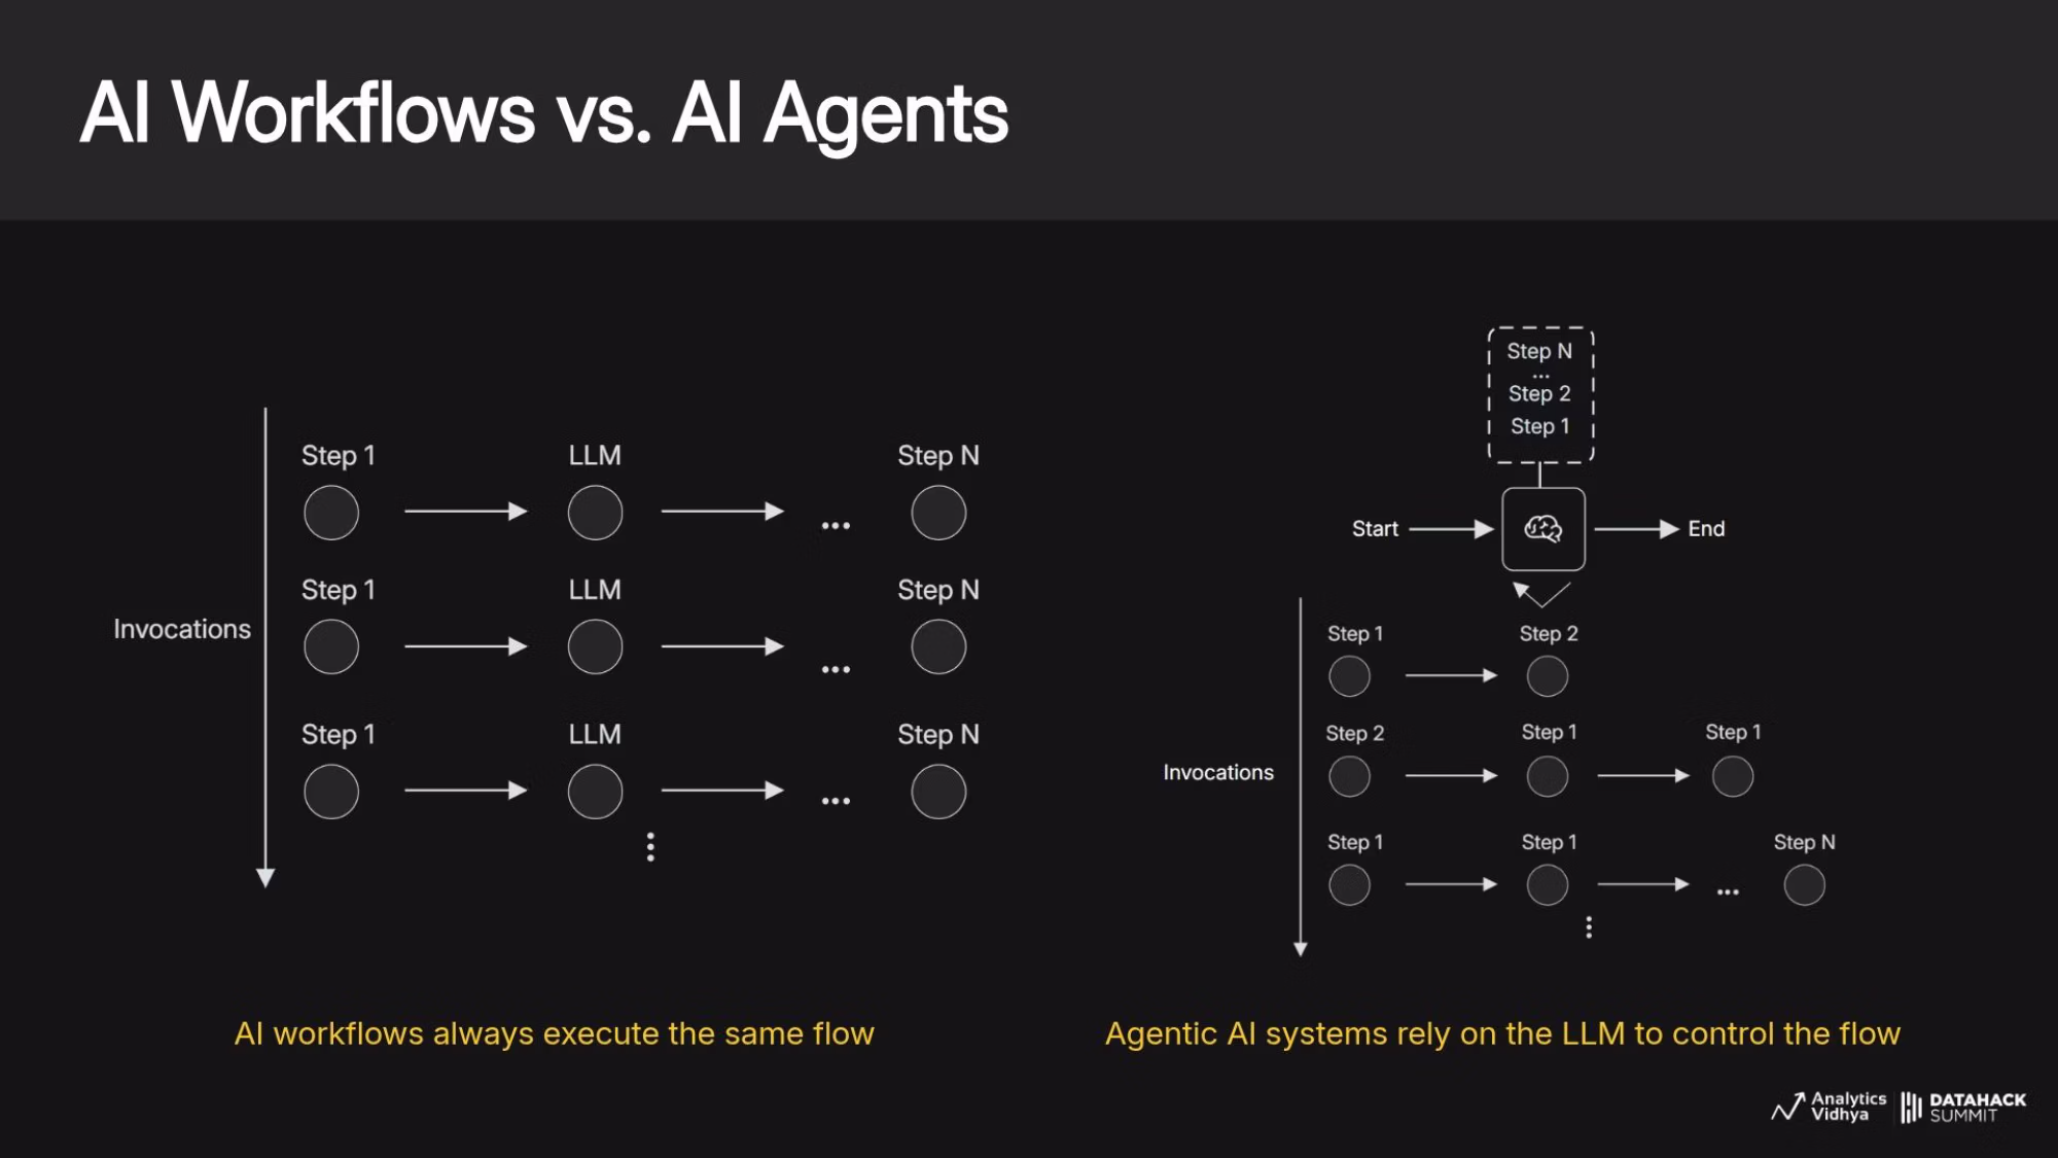 AI Workflows vs. AI Agents
Step 1 LLM Step N
...
Step 1 LLM Step N
...
Invocations
Step 1 LLM Step N
...
⋮
AI workflows always execute the same flow
Step N
...
Step 2
Step 1
Start End
Step 1 Step 2
Step 2 Step 1 Step 1
Invocations
Step 1 Step 1 Step N
...
⋮
Agentic AI systems rely on the LLM to control the flow
Analytics
Vidhya
DATAHACK
SUMMIT